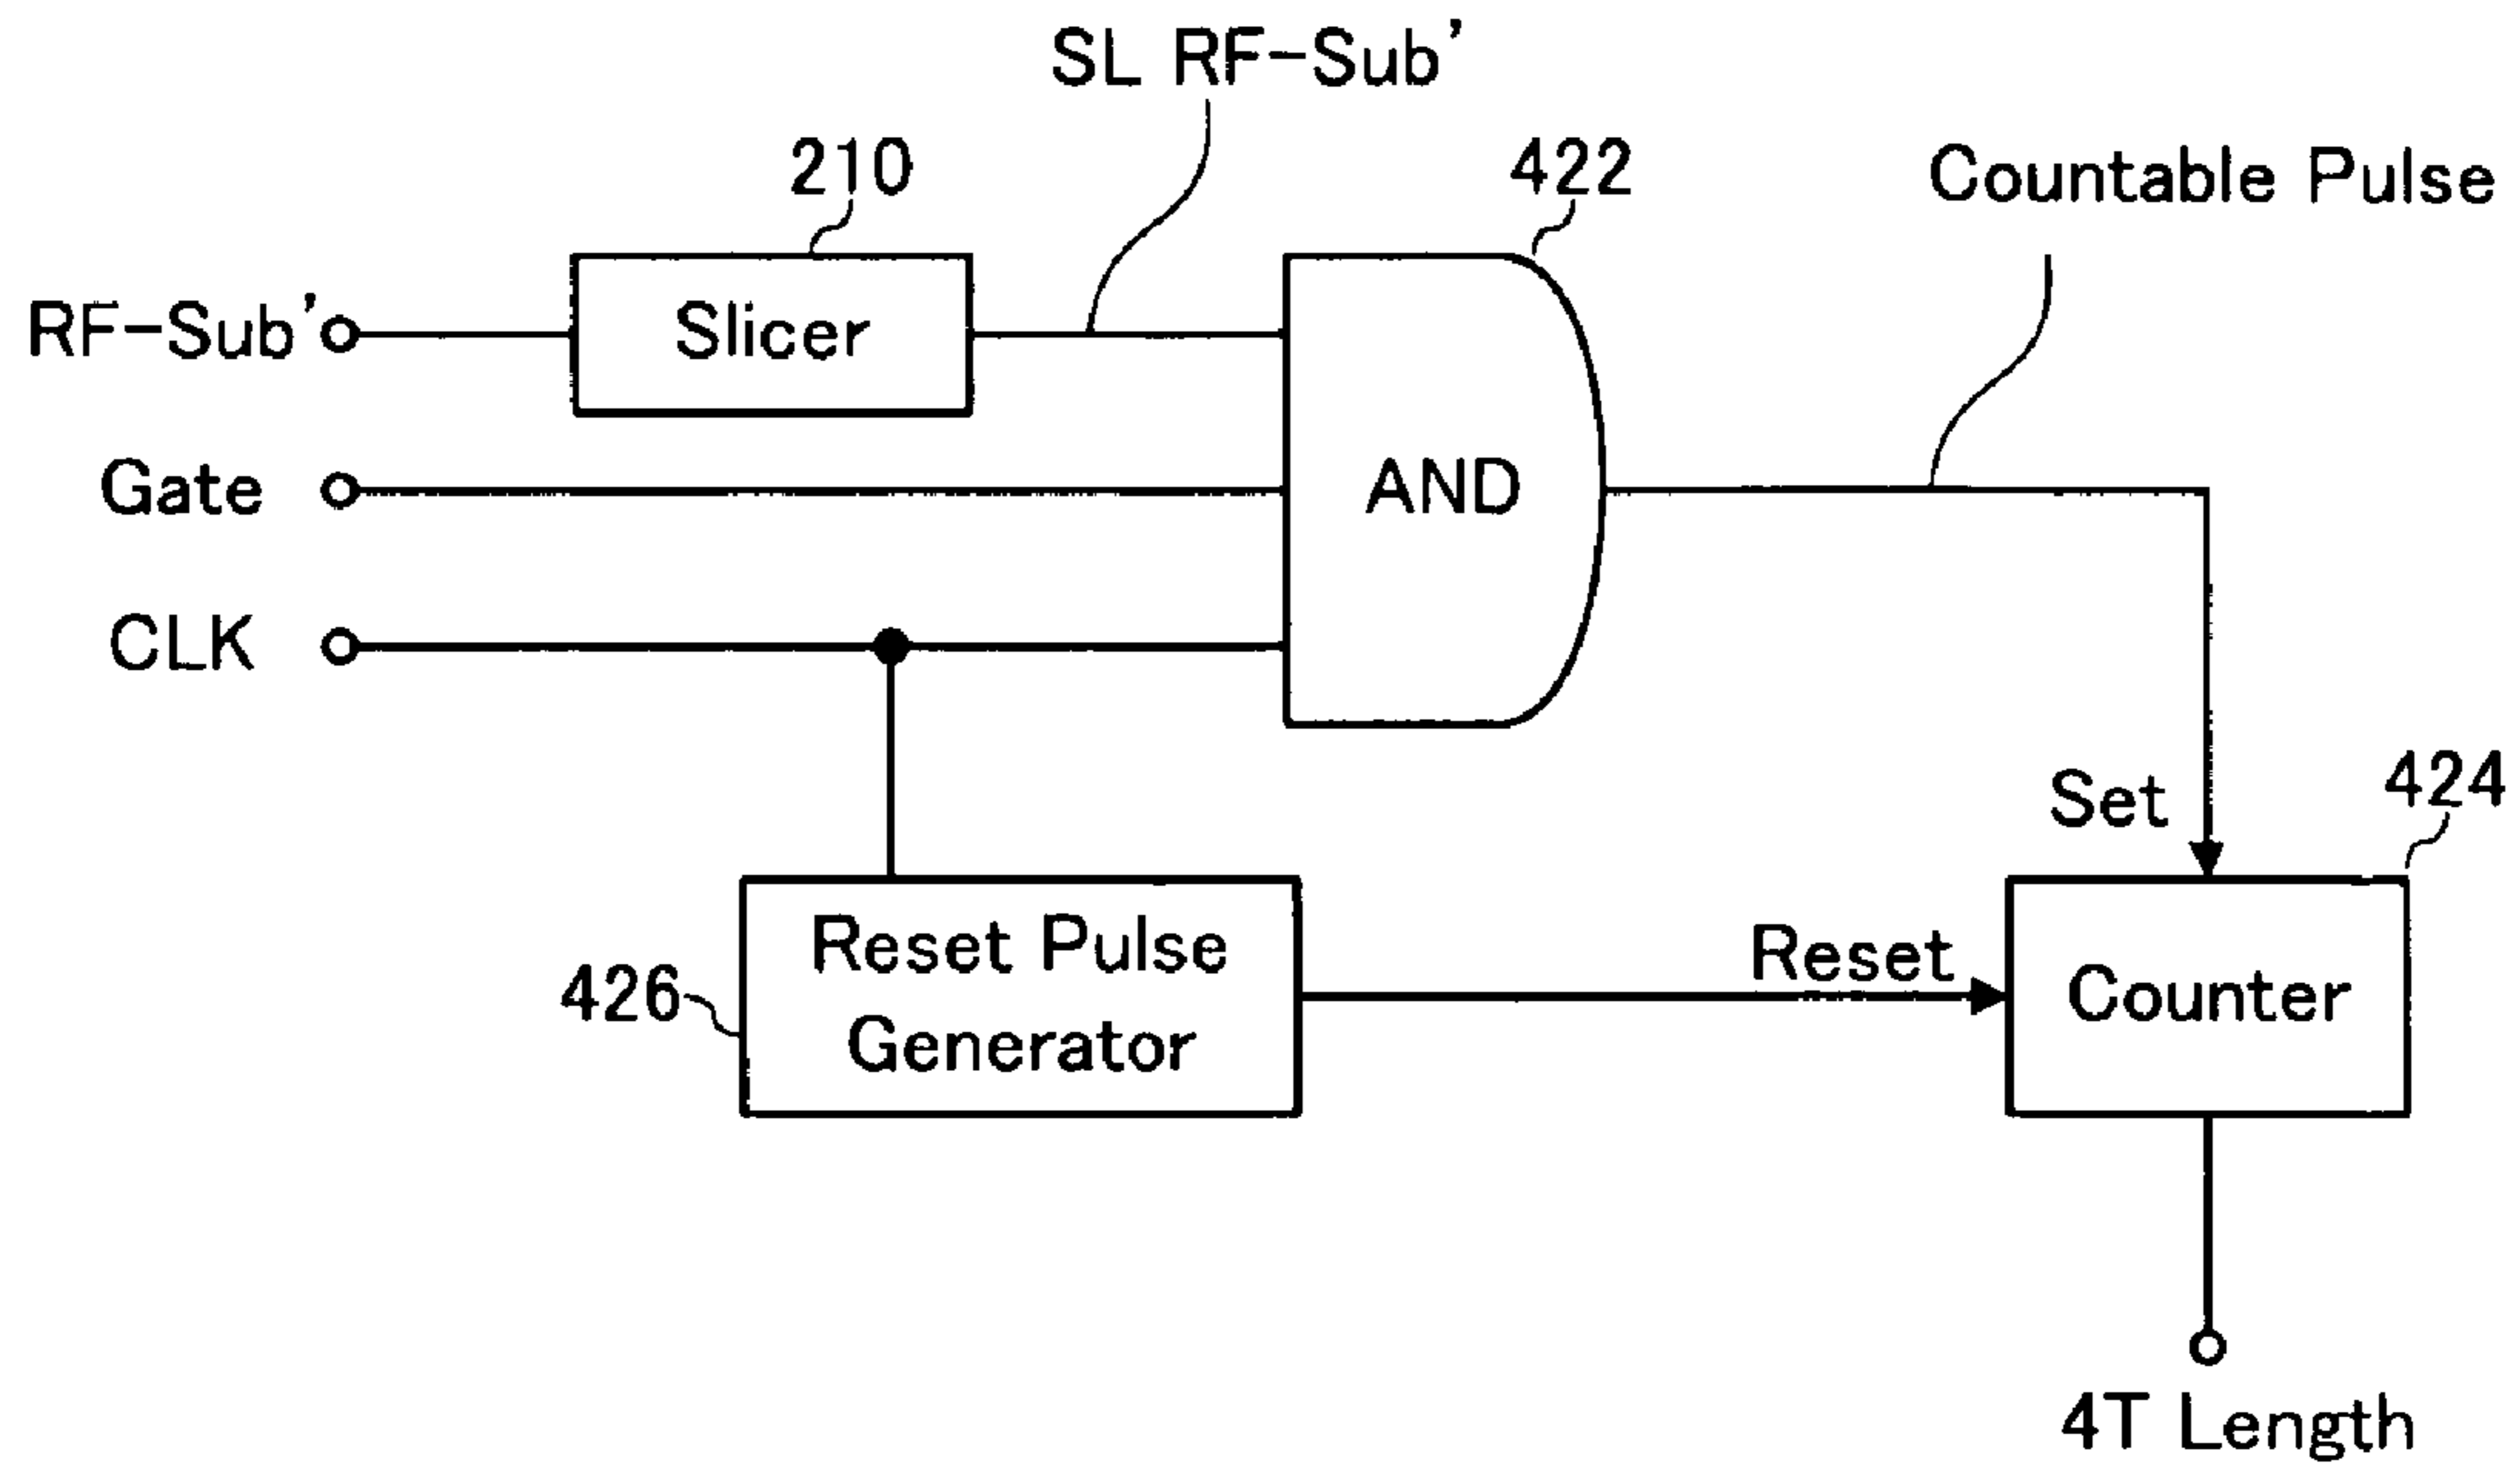 SL RF-Sub'
210
422
Countable Pulse
RF-Sub'
Slicer
Gate
AND
CLK
Set
424
Reset Pulse
Generator
426
Reset
Counter
4T Length